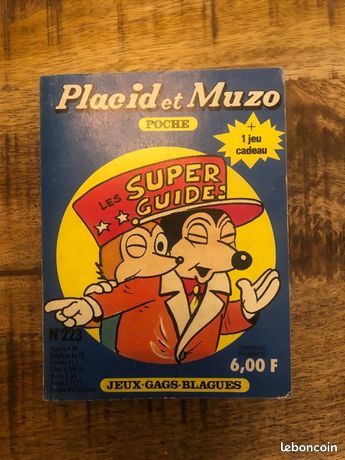 Placid et Muzo
POCHE
+
1 jeu
cadeau
LES SUPER
GUIDES
N° 223
6,00 F
JEUX-GAGS-BLAGUES
leboncoin